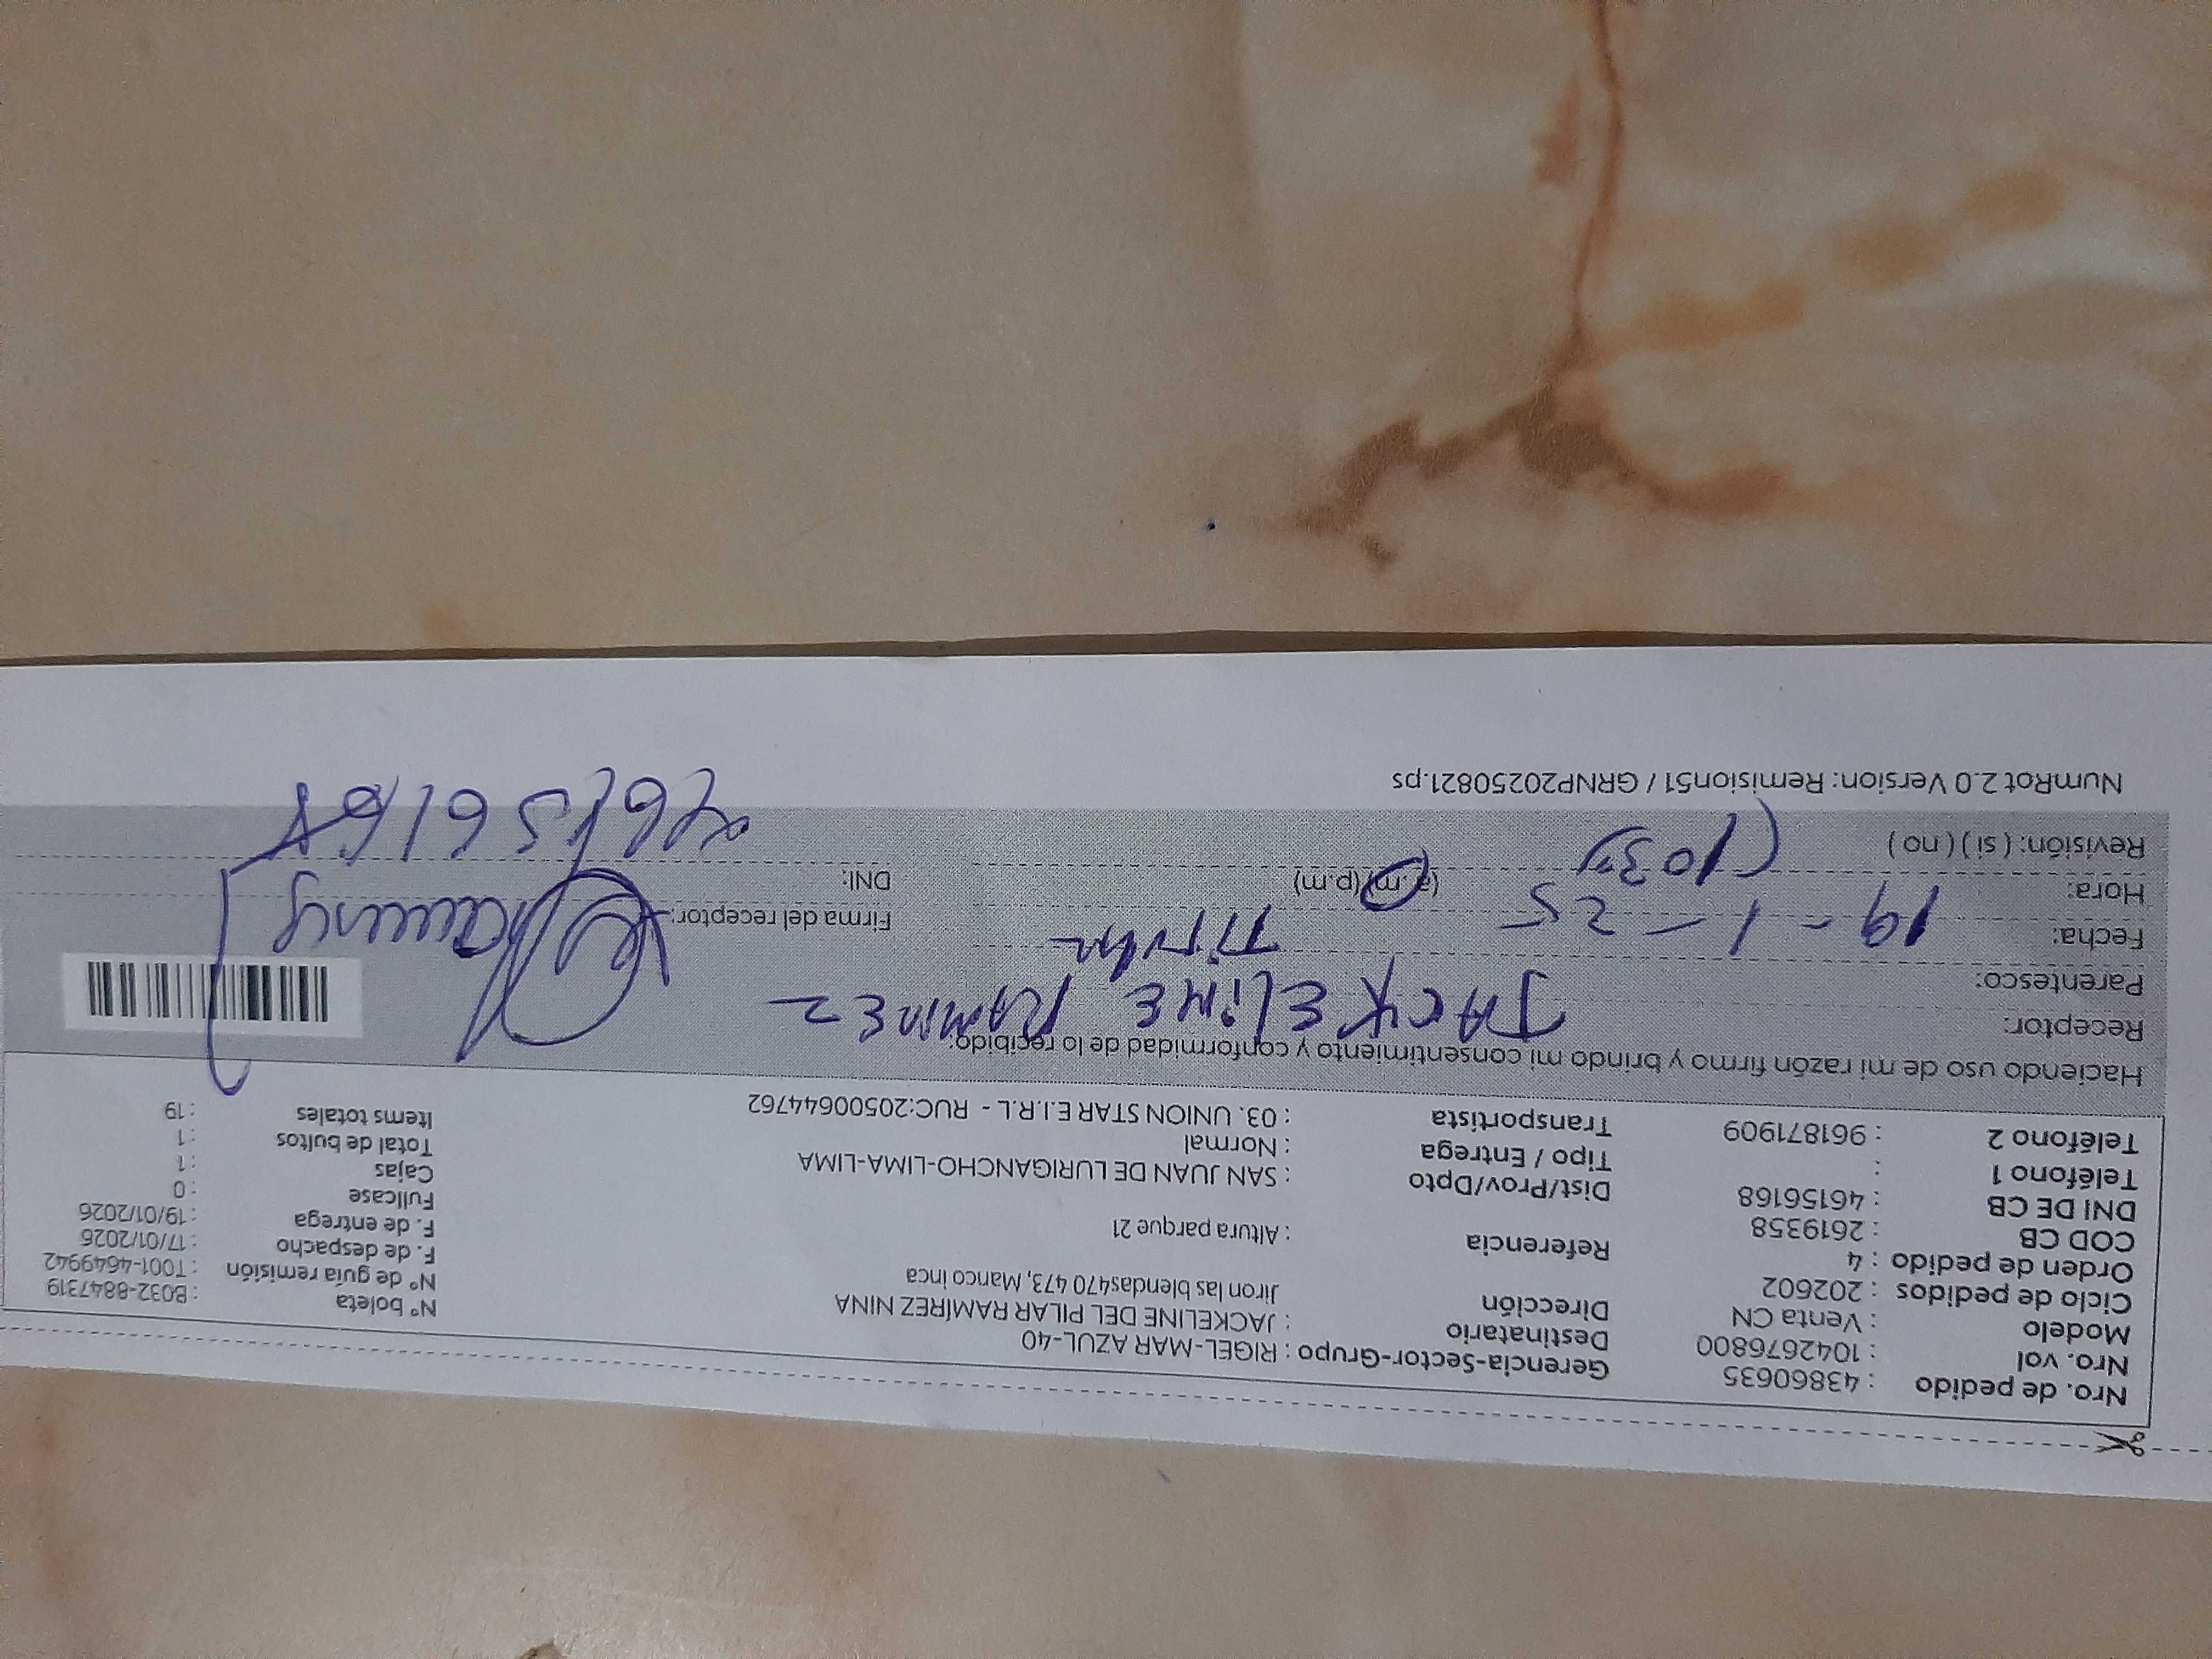 Nro. de pedido : 43860635
Nro. vol : 1042676800
Modelo : Venta CN
Ciclo de pedidos : 202602
Orden de pedido : 4
COD CB : 2619358
DNI DE CB : 46156168
Teléfono 1 :
Teléfono 2 : 961871909
Gerencia-Sector-Grupo : RIGEL-MAR AZUL-40
Destinatario : JACKELINE DEL PILAR RAMÍREZ NINA
Dirección Jiron las blendas470 473, Manco inca
Referencia : Altura parque 21
Dist/Prov/Dpto : SAN JUAN DE LURIGANCHO-LIMA-LIMA
Tipo / Entrega : Normal
Transportista : 03. UNION STAR E.I.R.L - RUC:20500644762
Nº boleta : B032-8847319
Nº de guía remisión : T001-4649942
F. de despacho : 17/01/2026
F. de entrega : 19/01/2026
Fullcase : 0
Cajas : 1
Total de bultos : 1
Items totales : 19
Haciendo uso de mi razón firmo y brindo mi consentimiento y conformidad de lo recibido:
Receptor: JACKELINE RAMIREZ
Parentesco:
Fecha: 19-1-25
Hora: (a.m) (p.m)
Revisión: ( si ) ( no )
Firma del receptor:
DNI: 46156168
NumRot 2.0 Version: Remision51 / GRNP20250821.ps